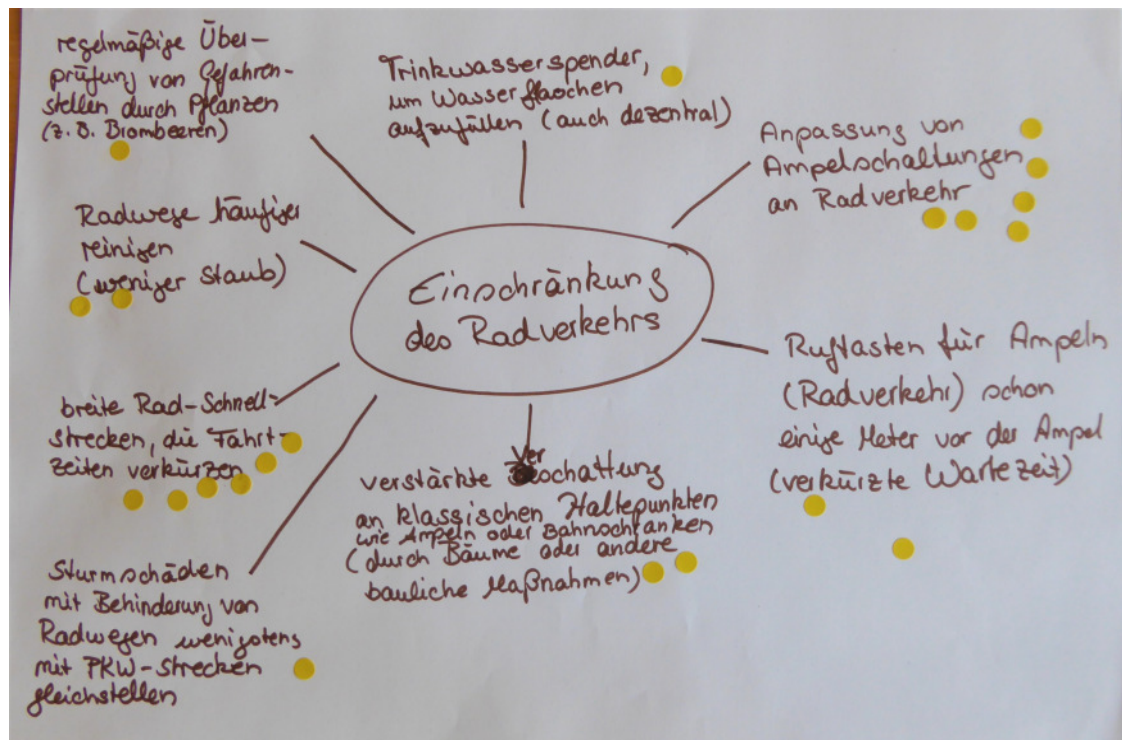 regelmäßige Über-
prüfung von Gefahren-
stellen durch Pflanzen
(z.B. Brombeeren)
Trinkwasserspender,
um Wasserflaschen
aufzufüllen (auch dezentral)
Anpassung von
Ampelschaltungen
an Radverkehr
Radwege häufiger
reinigen
(weniger Staub)
Einschränkung
des Radverkehrs
Ruftasten für Ampeln
(Radverkehr) schon
einige Meter vor der Ampel
(verkürzte Wartezeit)
breite Rad-Schnell-
strecken, die Fahrt-
zeiten verkürzen
verstärkte Verschattung
an klassischen Haltepunkten
wie Ampeln oder Bahnschranken
(durch Bäume oder andere
bauliche Maßnahmen)
Sturmschäden
mit Behinderung von
Radwegen wenigstens
mit PKW-Strecken
gleichstellen